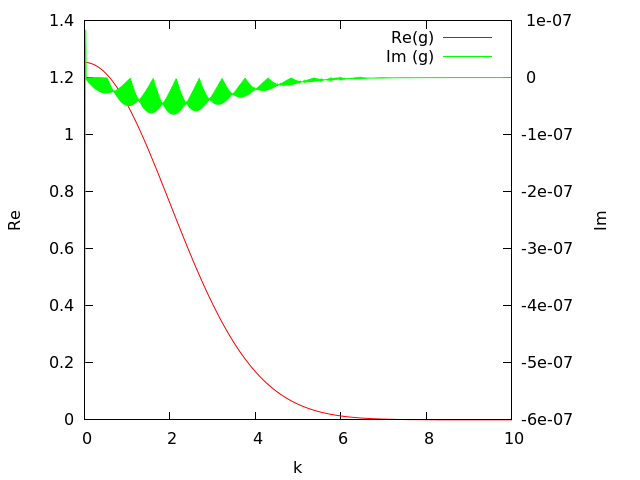 1.4 1e-07
Re(g)
Im (g)
1.2 0
1 -1e-07
0.8 -2e-07
Re Im
0.6 -3e-07
0.4 -4e-07
0.2 -5e-07
0 -6e-07
0 2 4 6 8 10
k